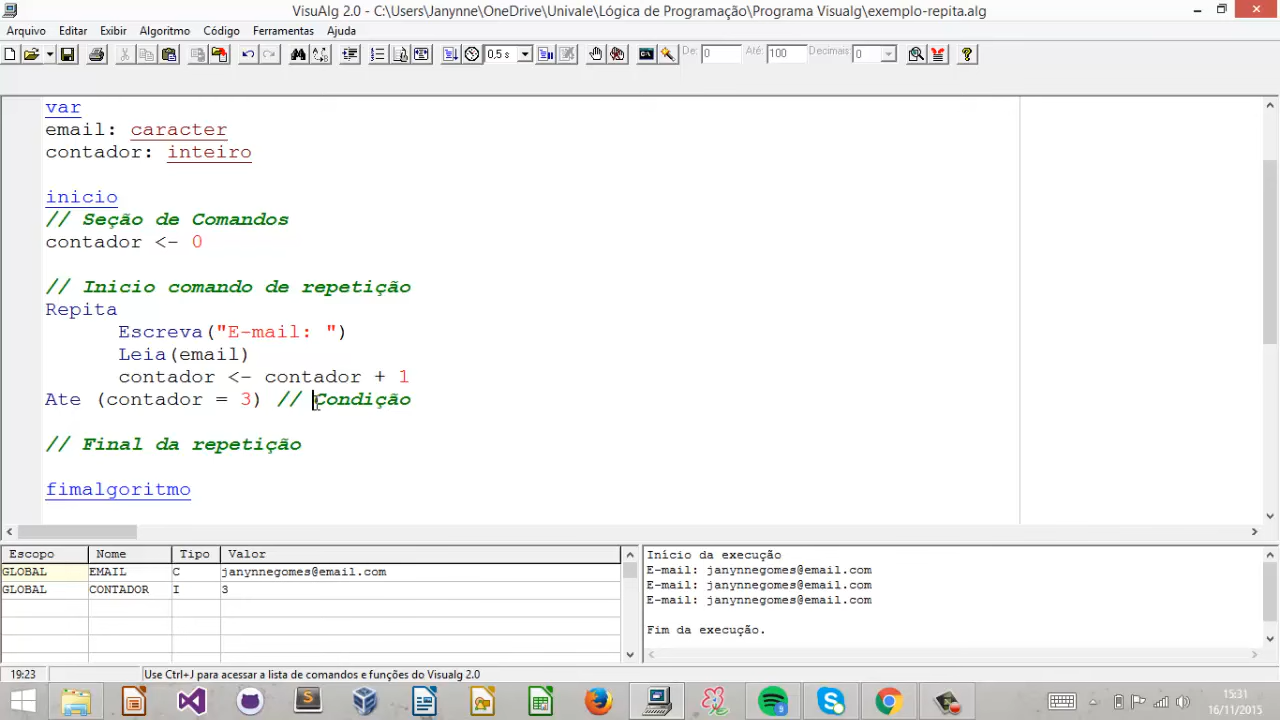 VisuAlg 2.0 - C:\Users\Janynne\OneDrive\Univale\Lógica de Programação\Programa Visualg\exemplo-repita.alg
Arquivo Editar Exibir Algoritmo Código Ferramentas Ajuda
0,5 s De: 0 Até: 100 Decimais 0
var
email: caracter
contador: inteiro
inicio
// Seção de Comandos
contador <- 0
// Inicio comando de repetição
Repita
Escreva("E-mail: ")
Leia(email)
contador <- contador + 1
Ate (contador = 3) // Condição
// Final da repetição
fimalgoritmo
Escopo Nome Tipo Valor
GLOBAL EMAIL C janynnegomes@email.com
GLOBAL CONTADOR I 3
Início da execução
E-mail: janynnegomes@email.com
E-mail: janynnegomes@email.com
E-mail: janynnegomes@email.com
Fim da execução.
19:23 Use Ctrl+J para acessar a lista de comandos e funções do Visualg 2.0
15:31
16/11/2015